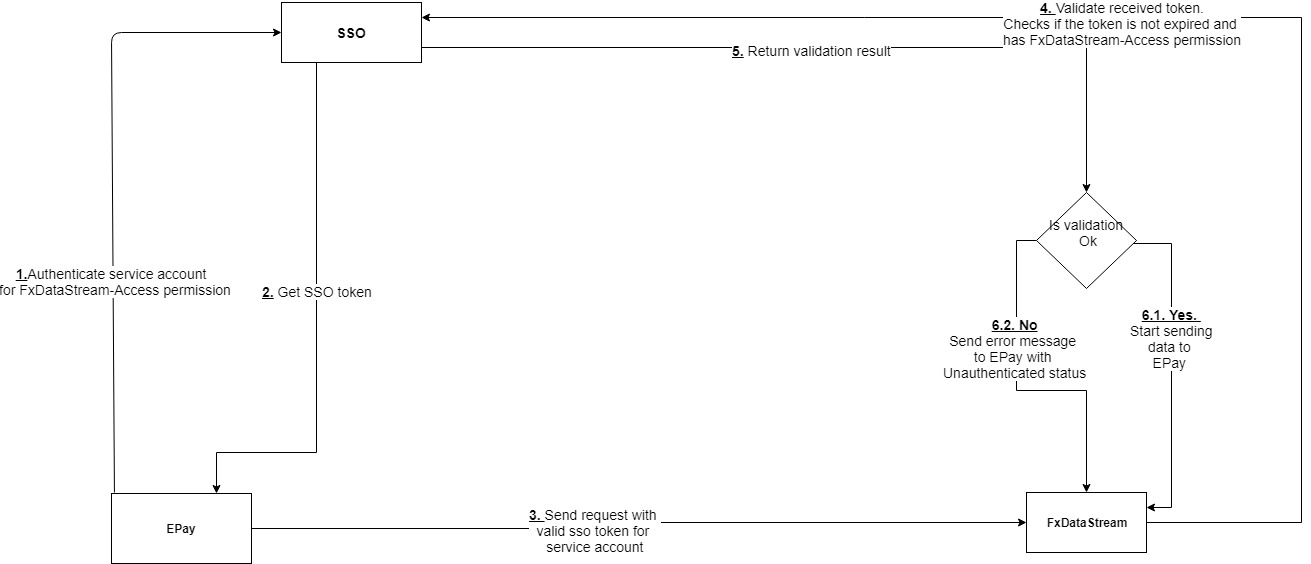 SSO
4. Validate received token.
Checks if the token is not expired and
has FxDataStream-Access permission
5. Return validation result
Is validation
Ok
1.Authenticate service account
for FxDataStream-Access permission
2. Get SSO token
6.2. No
Send error message
to EPay with
Unauthenticated status
6.1. Yes.
Start sending
data to
EPay
EPay
3. Send request with
valid sso token for
service account
FxDataStream